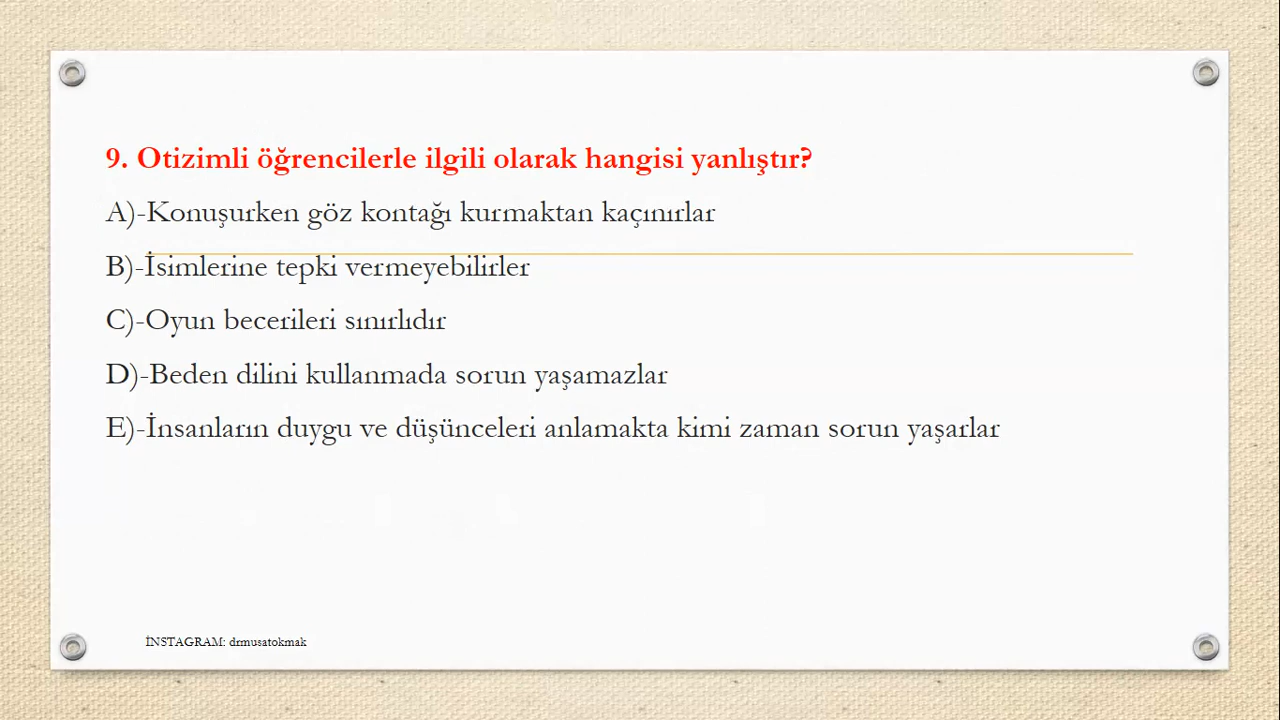 9. Otizimli öğrencilerle ilgili olarak hangisi yanlıştır?
A)-Konuşurken göz kontağı kurmaktan kaçınırlar
B)-İsimlerine tepki vermeyebilirler
C)-Oyun becerileri sınırlıdır
D)-Beden dilini kullanmada sorun yaşamazlar
E)-İnsanların duygu ve düşünceleri anlamakta kimi zaman sorun yaşarlar
İNSTAGRAM: drmusatokmak